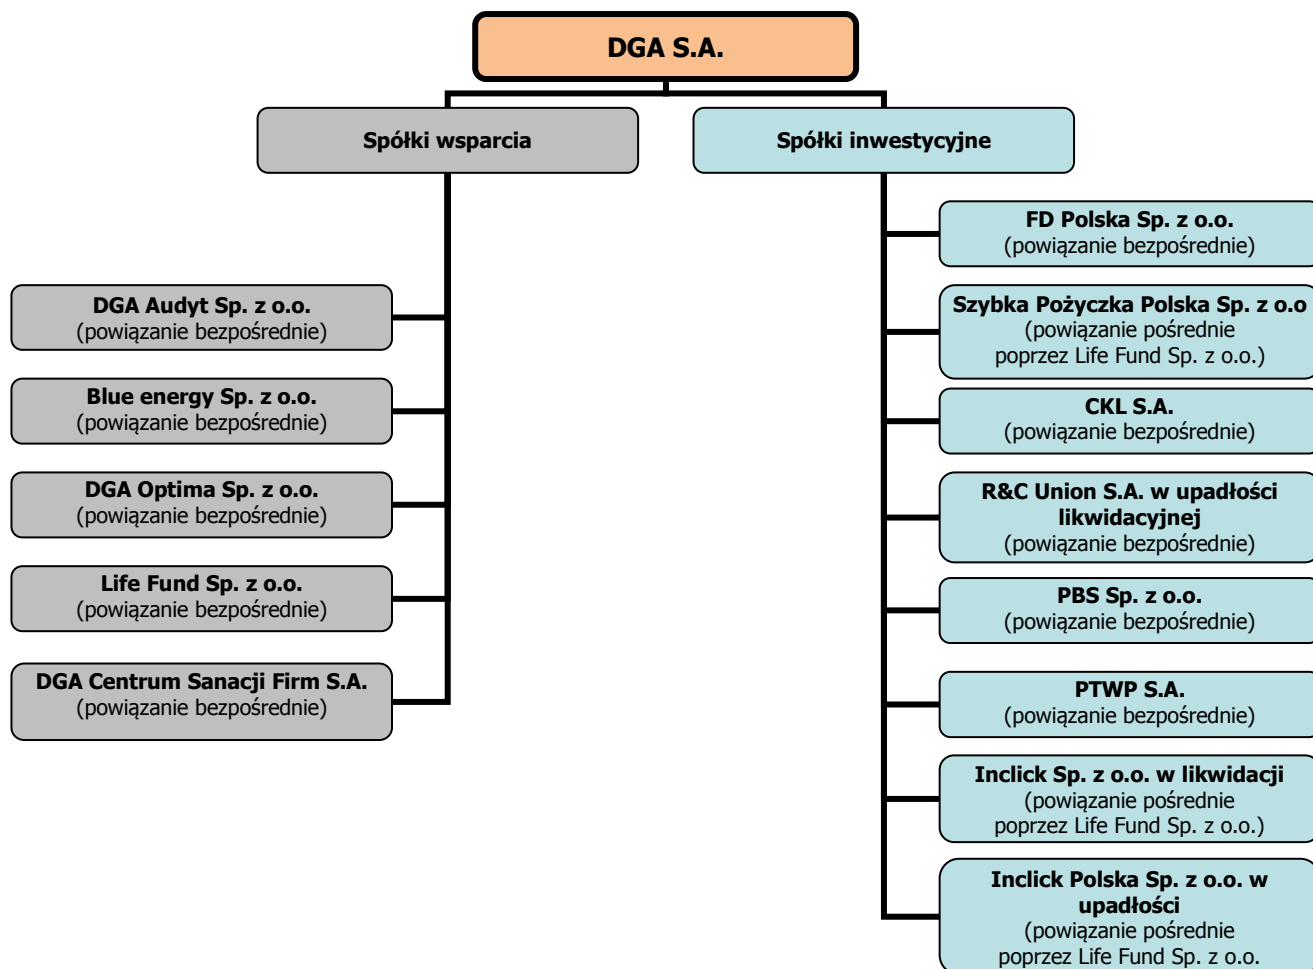 DGA S.A.
Spółki wsparcia
Spółki inwestycyjne
DGA Audyt Sp. z o.o.
(powiązanie bezpośrednie)
Blue energy Sp. z o.o.
(powiązanie bezpośrednie)
DGA Optima Sp. z o.o.
(powiązanie bezpośrednie)
Life Fund Sp. z o.o.
(powiązanie bezpośrednie)
DGA Centrum Sanacji Firm S.A.
(powiązanie bezpośrednie)
FD Polska Sp. z o.o.
(powiązanie bezpośrednie)
Szybka Pożyczka Polska Sp. z o.o
(powiązanie pośrednie
poprzez Life Fund Sp. z o.o.)
CKL S.A.
(powiązanie bezpośrednie)
R&C Union S.A. w upadłości
likwidacyjnej
(powiązanie bezpośrednie)
PBS Sp. z o.o.
(powiązanie bezpośrednie)
PTWP S.A.
(powiązanie bezpośrednie)
Inclick Sp. z o.o. w likwidacji
(powiązanie pośrednie
poprzez Life Fund Sp. z o.o.)
Inclick Polska Sp. z o.o. w
upadłości
(powiązanie pośrednie
poprzez Life Fund Sp. z o.o.